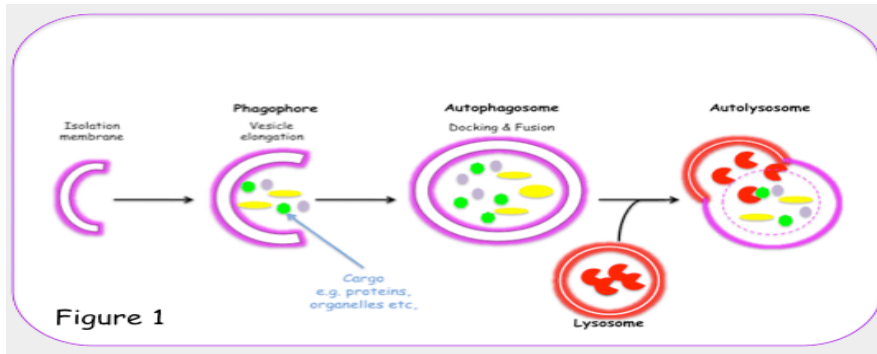 Isolation
membrane
Phagophore
Vesicle
elongation
Autophagosome
Docking & Fusion
Autolysosome
Cargo
e.g. proteins,
organelles etc,
Lysosome
Figure 1